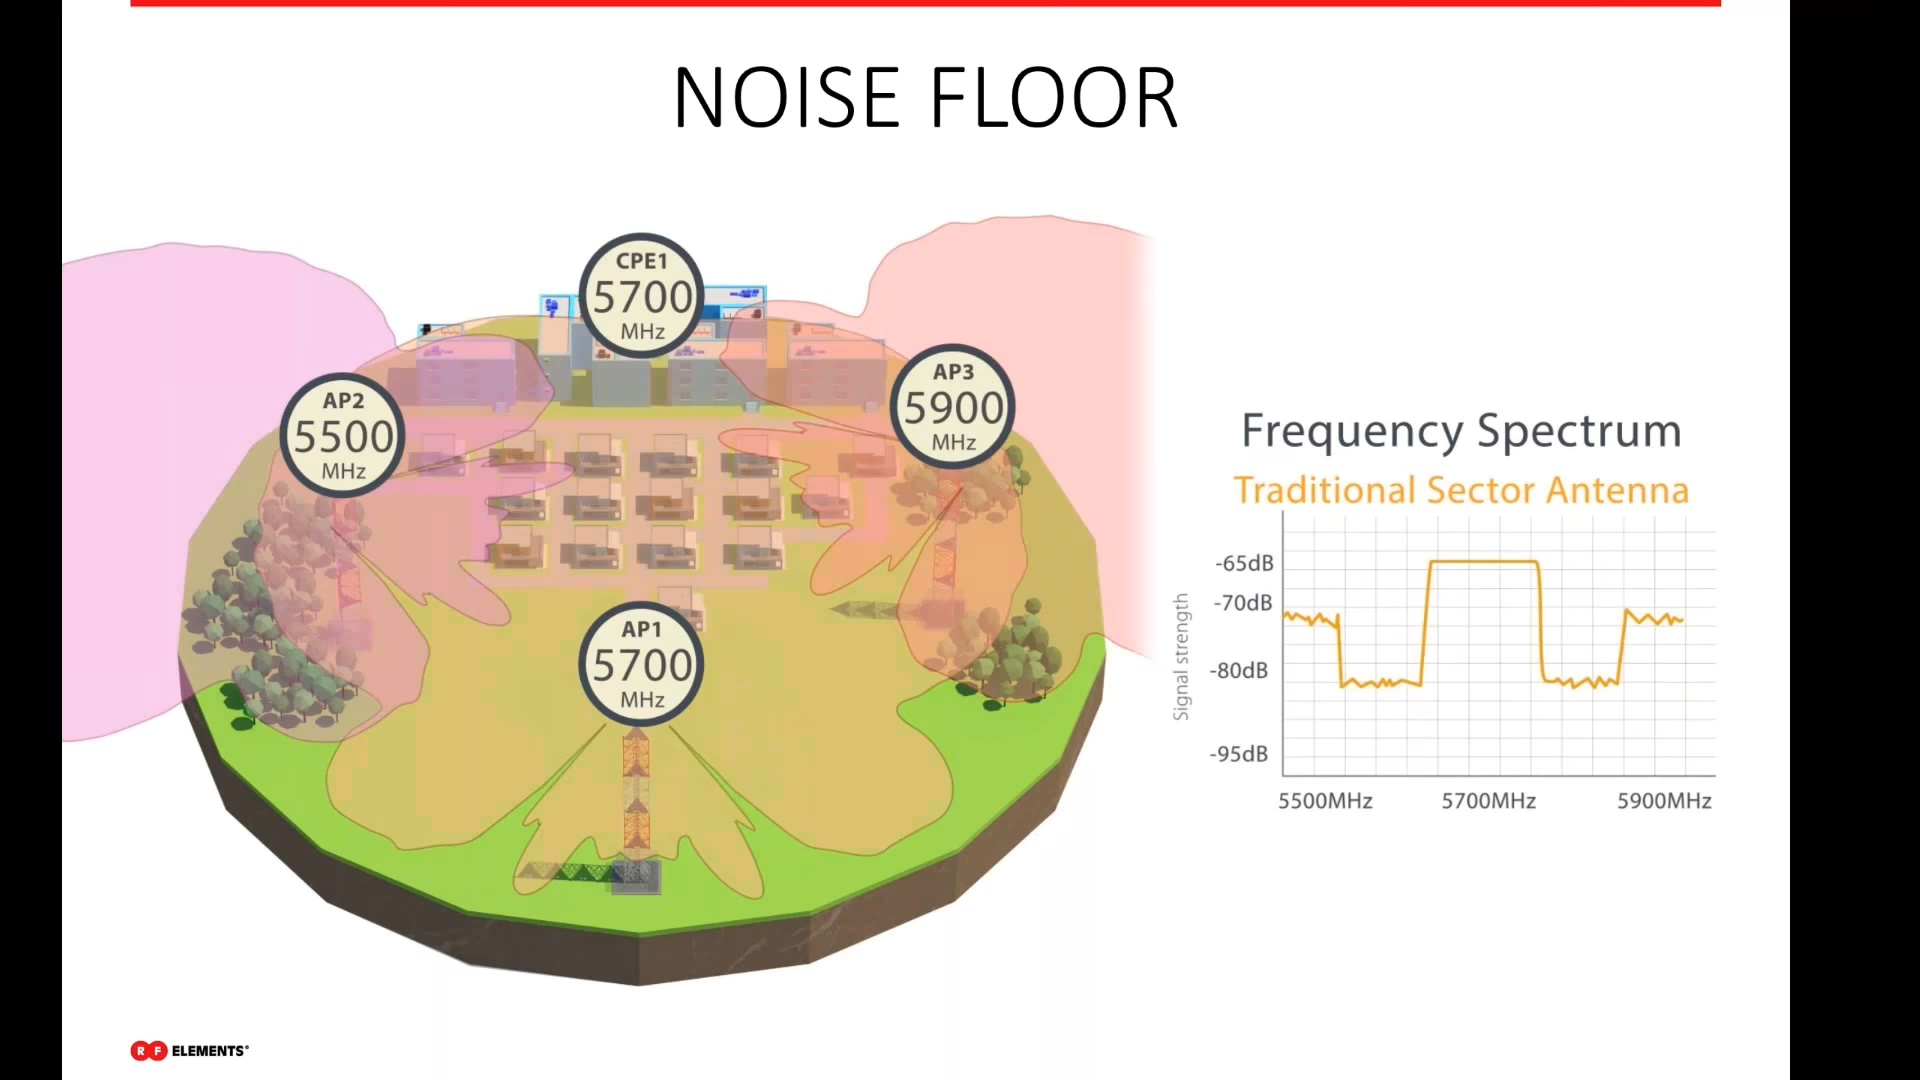 NOISE FLOOR
CPE1
5700
MHz
AP2
5500
MHz
AP3
5900
MHz
AP1
5700
MHz
Frequency Spectrum
Traditional Sector Antenna
Signal strength
-65dB
-70dB
-80dB
-95dB
5500MHz 5700MHz 5900MHz
RF ELEMENTS®